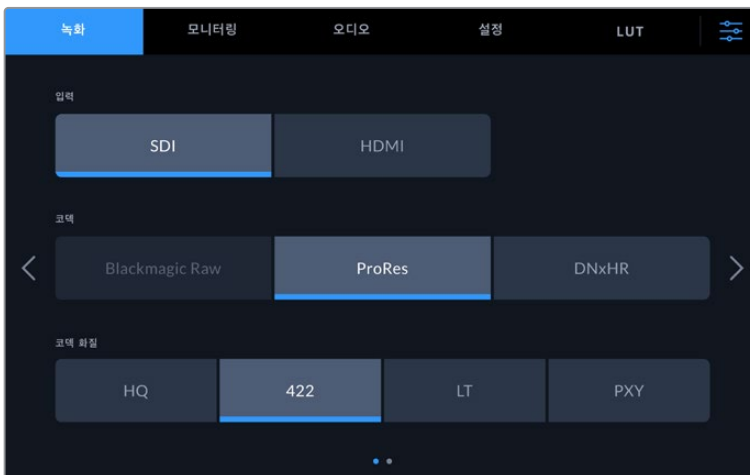 녹화 모니터링 오디오 설정 LUT
입력
SDI HDMI
코덱
Blackmagic Raw ProRes DNxHR
코덱 화질
HQ 422 LT PXY